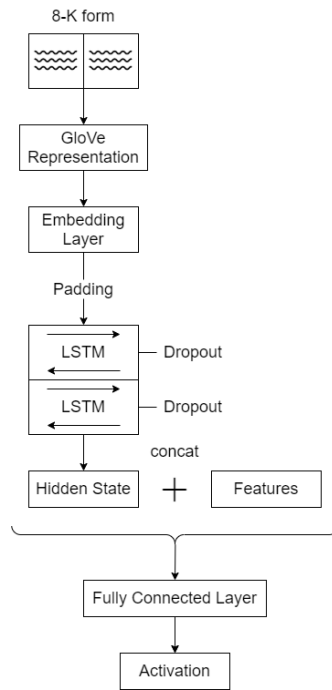 8-K form
GloVe
Representation
Embedding
Layer
Padding
LSTM
Dropout
LSTM
Dropout
concat
Hidden State
+
Features
Fully Connected Layer
Activation